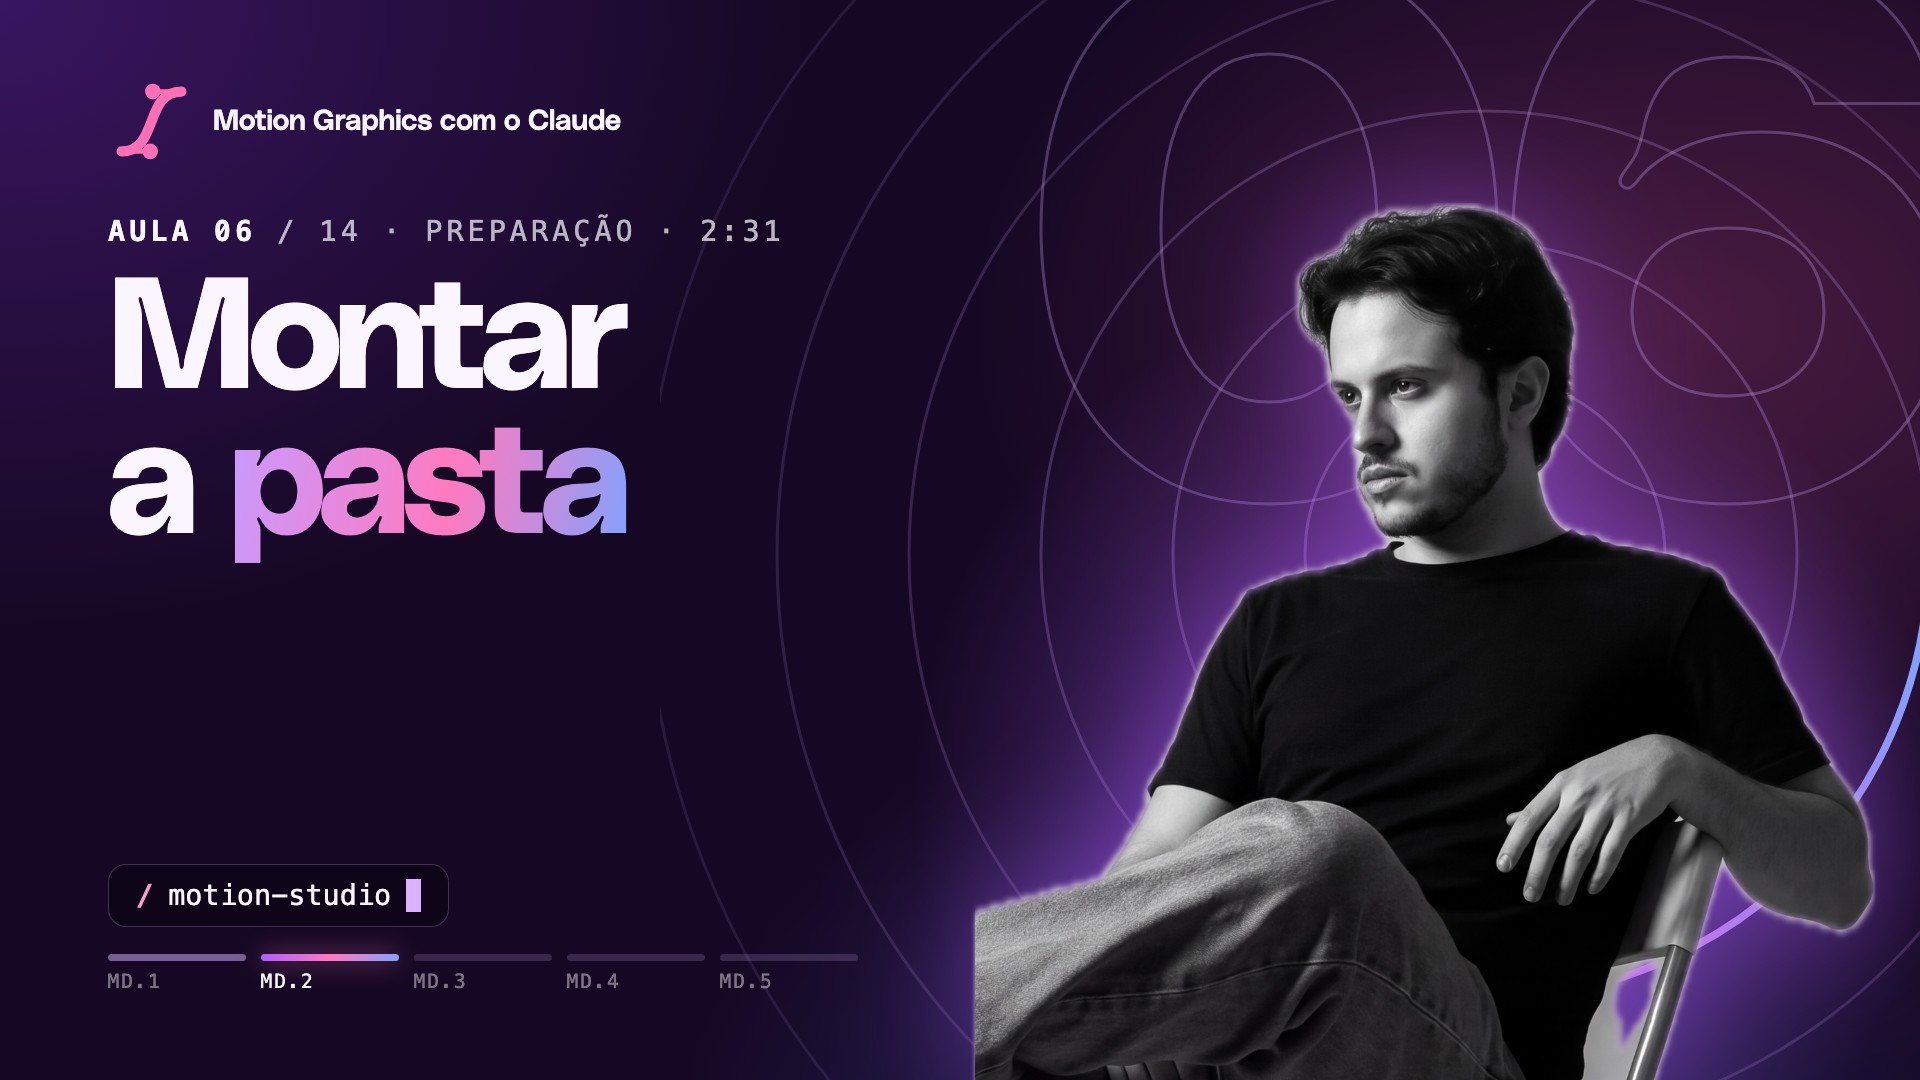 Motion Graphics com o Claude
AULA 06 / 14 · PREPARAÇÃO · 2:31
Montar
a pasta
/ motion-studio
MD.1 MD.2 MD.3 MD.4 MD.5
06